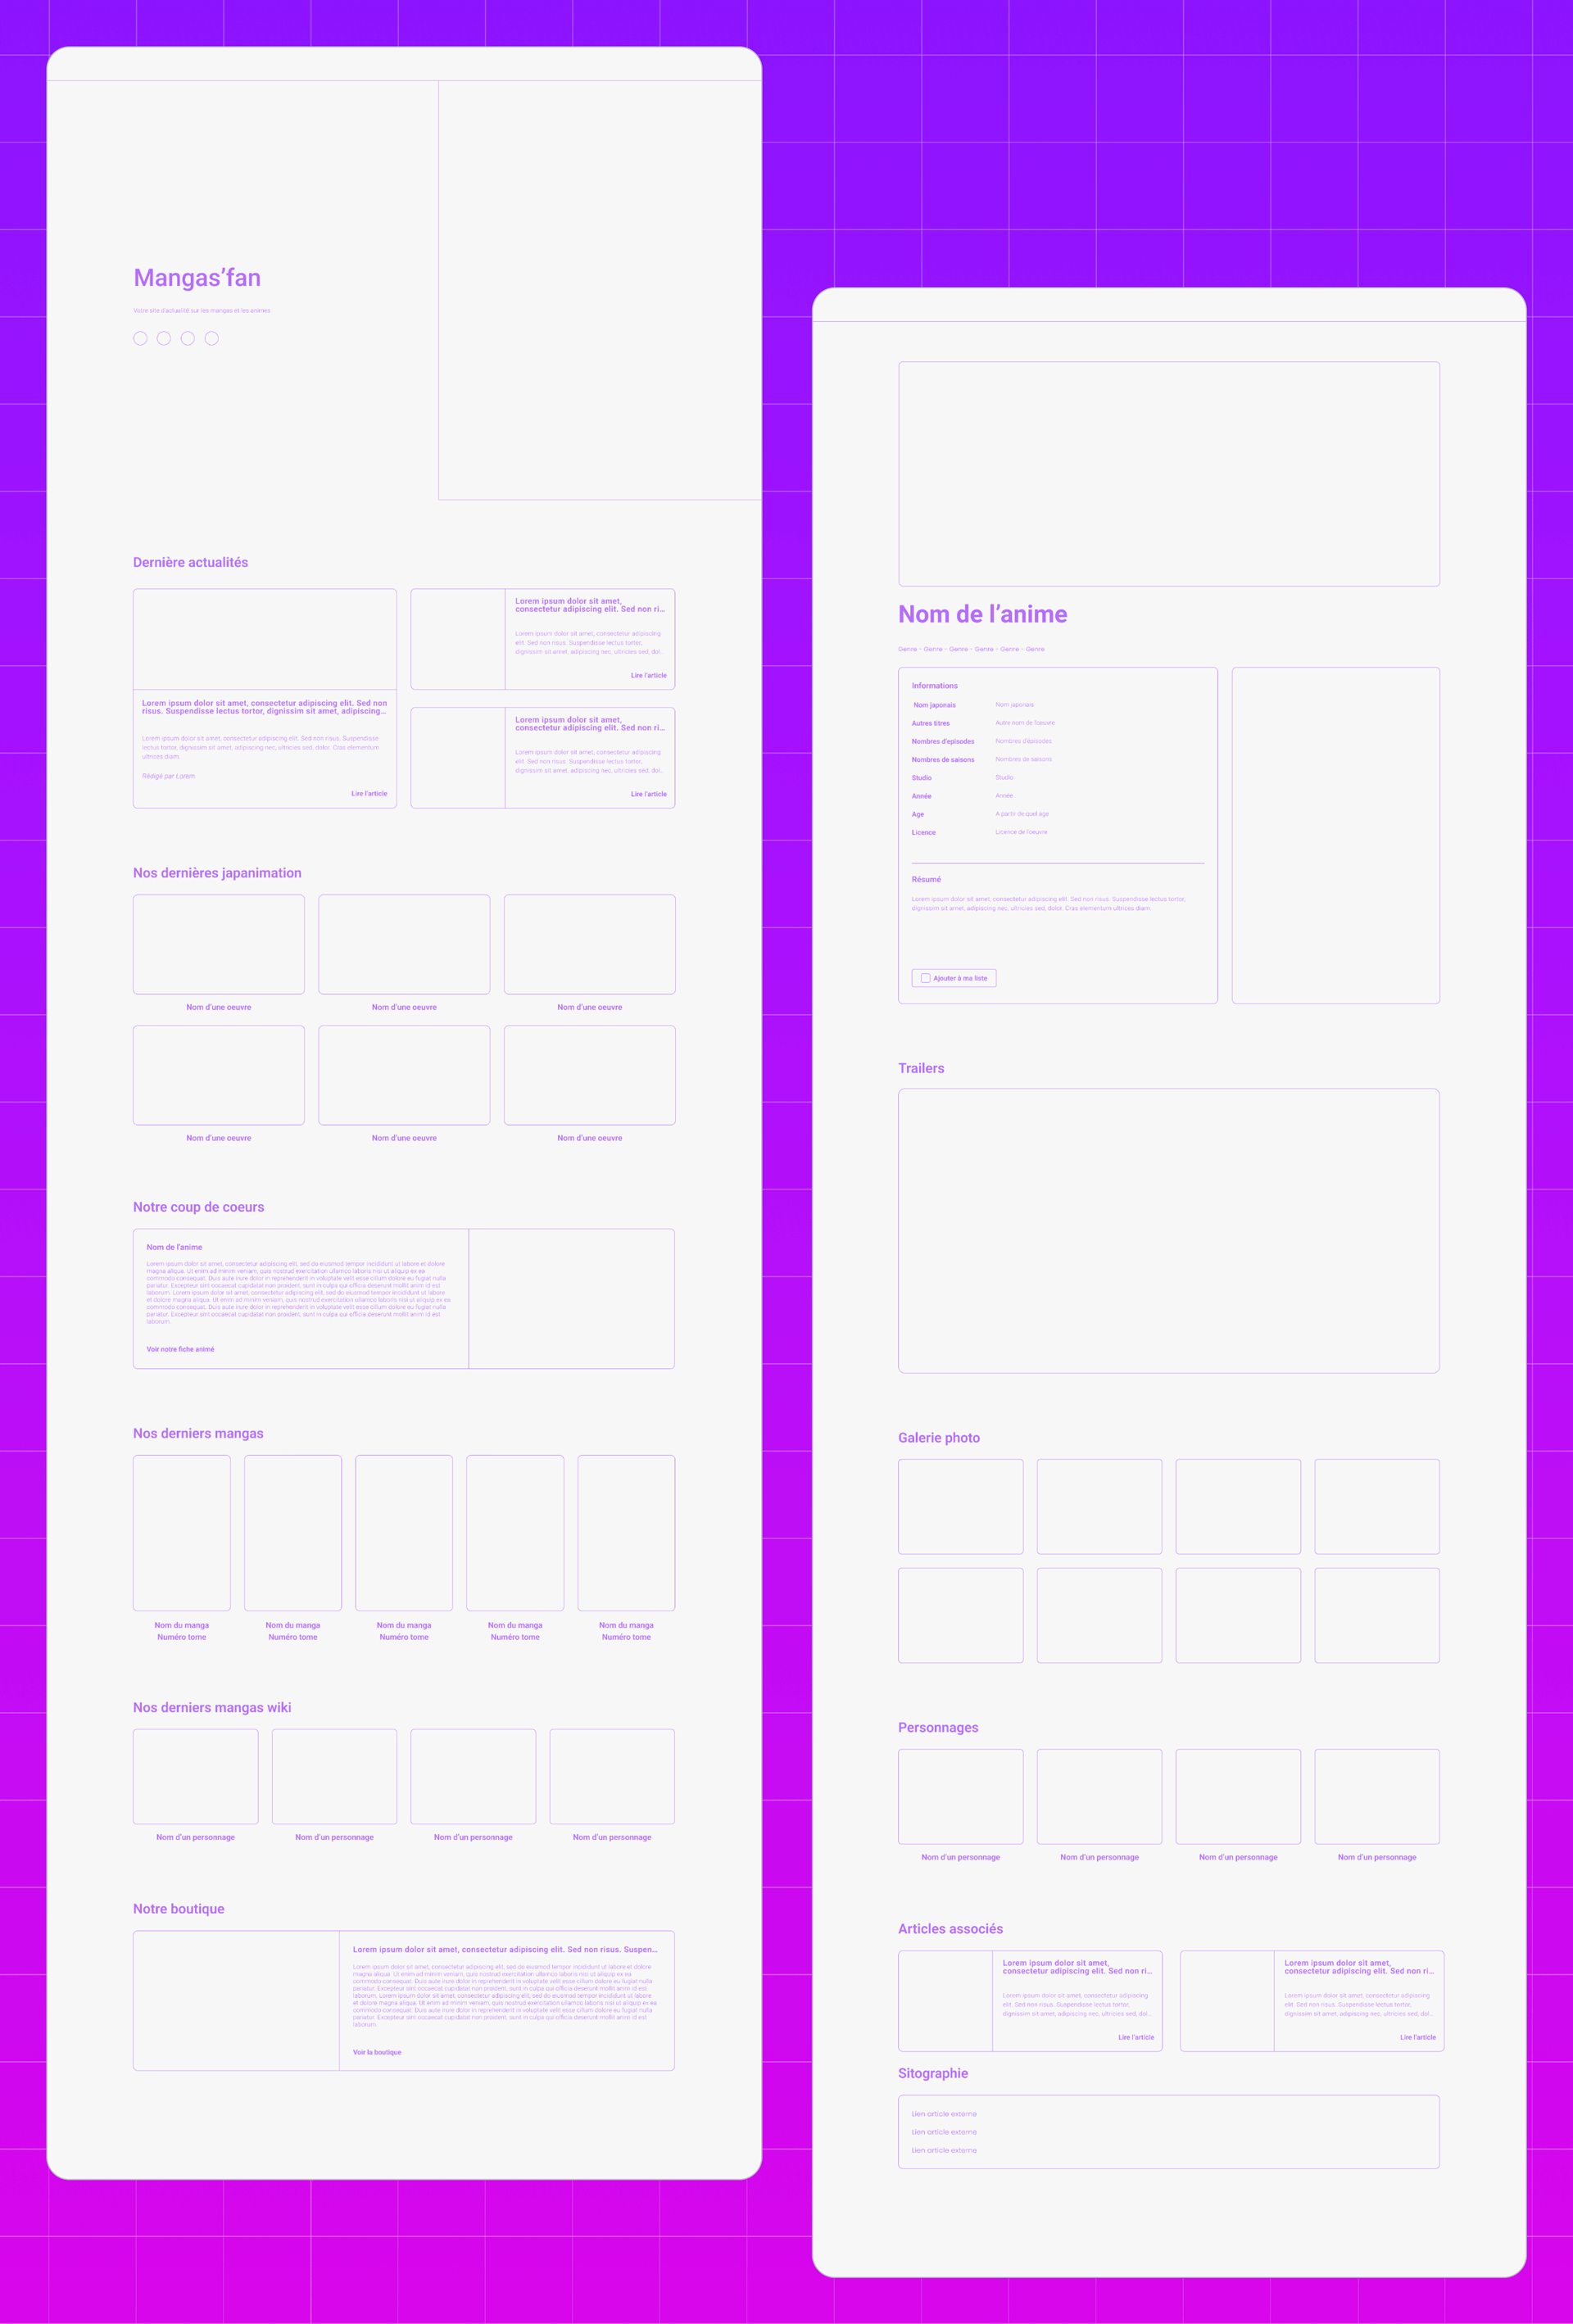 Mangas’fan
Votre site d'actualité sur les mangas et les animes
Dernière actualités
Lorem ipsum dolor sit amet, consectetur adipiscing elit. Sed non
risus. Suspendisse lectus tortor, dignissim sit amet, adipiscing...
Lorem ipsum dolor sit amet, consectetur adipiscing elit. Sed non risus. Suspendisse
lectus tortor, dignissim sit amet, adipiscing nec, ultricies sed, dolor. Cras elementum
ultrices diam.
Rédigé par Lorem
Lire l'article
Lorem ipsum dolor sit amet,
consectetur adipiscing elit. Sed non ri...
Lorem ipsum dolor sit amet, consectetur adipiscing
elit. Sed non risus. Suspendisse lectus tortor,
dignissim sit amet, adipiscing nec, ultricies sed, dol...
Lire l'article
Lorem ipsum dolor sit amet,
consectetur adipiscing elit. Sed non ri...
Lorem ipsum dolor sit amet, consectetur adipiscing
elit. Sed non risus. Suspendisse lectus tortor,
dignissim sit amet, adipiscing nec, ultricies sed, dol...
Lire l'article
Nos dernières japanimation
Nom d'une oeuvre
Nom d'une oeuvre
Nom d'une oeuvre
Nom d'une oeuvre
Nom d'une oeuvre
Nom d'une oeuvre
Notre coup de coeurs
Nom de l'anime
Lorem ipsum dolor sit amet, consectetur adipiscing elit, sed do eiusmod tempor incididunt ut labore et dolore
magna aliqua. Ut enim ad minim veniam, quis nostrud exercitation ullamco laboris nisi ut aliquip ex ea
commodo consequat. Duis aute irure dolor in reprehenderit in voluptate velit esse cillum dolore eu fugiat nulla
pariatur. Excepteur sint occaecat cupidatat non proident, sunt in culpa qui officia deserunt mollit anim id est
laborum. Lorem ipsum dolor sit amet, consectetur adipiscing elit, sed do eiusmod tempor incididunt ut labore
et dolore magna aliqua. Ut enim ad minim veniam, quis nostrud exercitation ullamco laboris nisi ut aliquip ex ea
commodo consequat. Duis aute irure dolor in reprehenderit in voluptate velit esse cillum dolore eu fugiat nulla
pariatur. Excepteur sint occaecat cupidatat non proident, sunt in culpa qui officia deserunt mollit anim id est
laborum.
Voir notre fiche animé
Nos derniers mangas
Nom du manga
Numéro tome
Nom du manga
Numéro tome
Nom du manga
Numéro tome
Nom du manga
Numéro tome
Nom du manga
Numéro tome
Nos derniers mangas wiki
Nom d'un personnage
Nom d'un personnage
Nom d'un personnage
Nom d'un personnage
Notre boutique
Lorem ipsum dolor sit amet, consectetur adipiscing elit. Sed non risus. Suspen...
Lorem ipsum dolor sit amet, consectetur adipiscing elit, sed do eiusmod tempor incididunt ut labore et dolore
magna aliqua. Ut enim ad minim veniam, quis nostrud exercitation ullamco laboris nisi ut aliquip ex ea
commodo consequat. Duis aute irure dolor in reprehenderit in voluptate velit esse cillum dolore eu fugiat nulla
pariatur. Excepteur sint occaecat cupidatat non proident, sunt in culpa qui officia deserunt mollit anim id est
laborum. Lorem ipsum dolor sit amet, consectetur adipiscing elit, sed do eiusmod tempor incididunt ut labore
et dolore magna aliqua. Ut enim ad minim veniam, quis nostrud exercitation ullamco laboris nisi ut aliquip ex ea
commodo consequat. Duis aute irure dolor in reprehenderit in voluptate velit esse cillum dolore eu fugiat nulla
pariatur. Excepteur sint occaecat cupidatat non proident, sunt in culpa qui officia deserunt mollit anim id est
laborum.
Voir la boutique
Nom de l’anime
Genre - Genre - Genre - Genre - Genre - Genre
Informations
Nom japonais Nom japonais
Autres titres Autre nom de l'oeuvre
Nombres d'episodes Nombres d'épisodes
Nombres de saisons Nombres de saisons
Studio Studio
Année Année
Age A partir de quel age
Licence Licence de l'oeuvre
Résumé
Lorem ipsum dolor sit amet, consectetur adipiscing elit. Sed non risus. Suspendisse lectus tortor,
dignissim sit amet, adipiscing nec, ultricies sed, dolor. Cras elementum ultrices diam.
Ajouter à ma liste
Trailers
Galerie photo
Personnages
Nom d'un personnage
Nom d'un personnage
Nom d'un personnage
Nom d'un personnage
Articles associés
Lorem ipsum dolor sit amet,
consectetur adipiscing elit. Sed non ri...
Lorem ipsum dolor sit amet, consectetur adipiscing
elit. Sed non risus. Suspendisse lectus tortor,
dignissim sit amet, adipiscing nec, ultricies sed, dol...
Lire l'article
Lorem ipsum dolor sit amet,
consectetur adipiscing elit. Sed non ri...
Lorem ipsum dolor sit amet, consectetur adipiscing
elit. Sed non risus. Suspendisse lectus tortor,
dignissim sit amet, adipiscing nec, ultricies sed, dol...
Lire l'article
Sitographie
Lien article externe
Lien article externe
Lien article externe